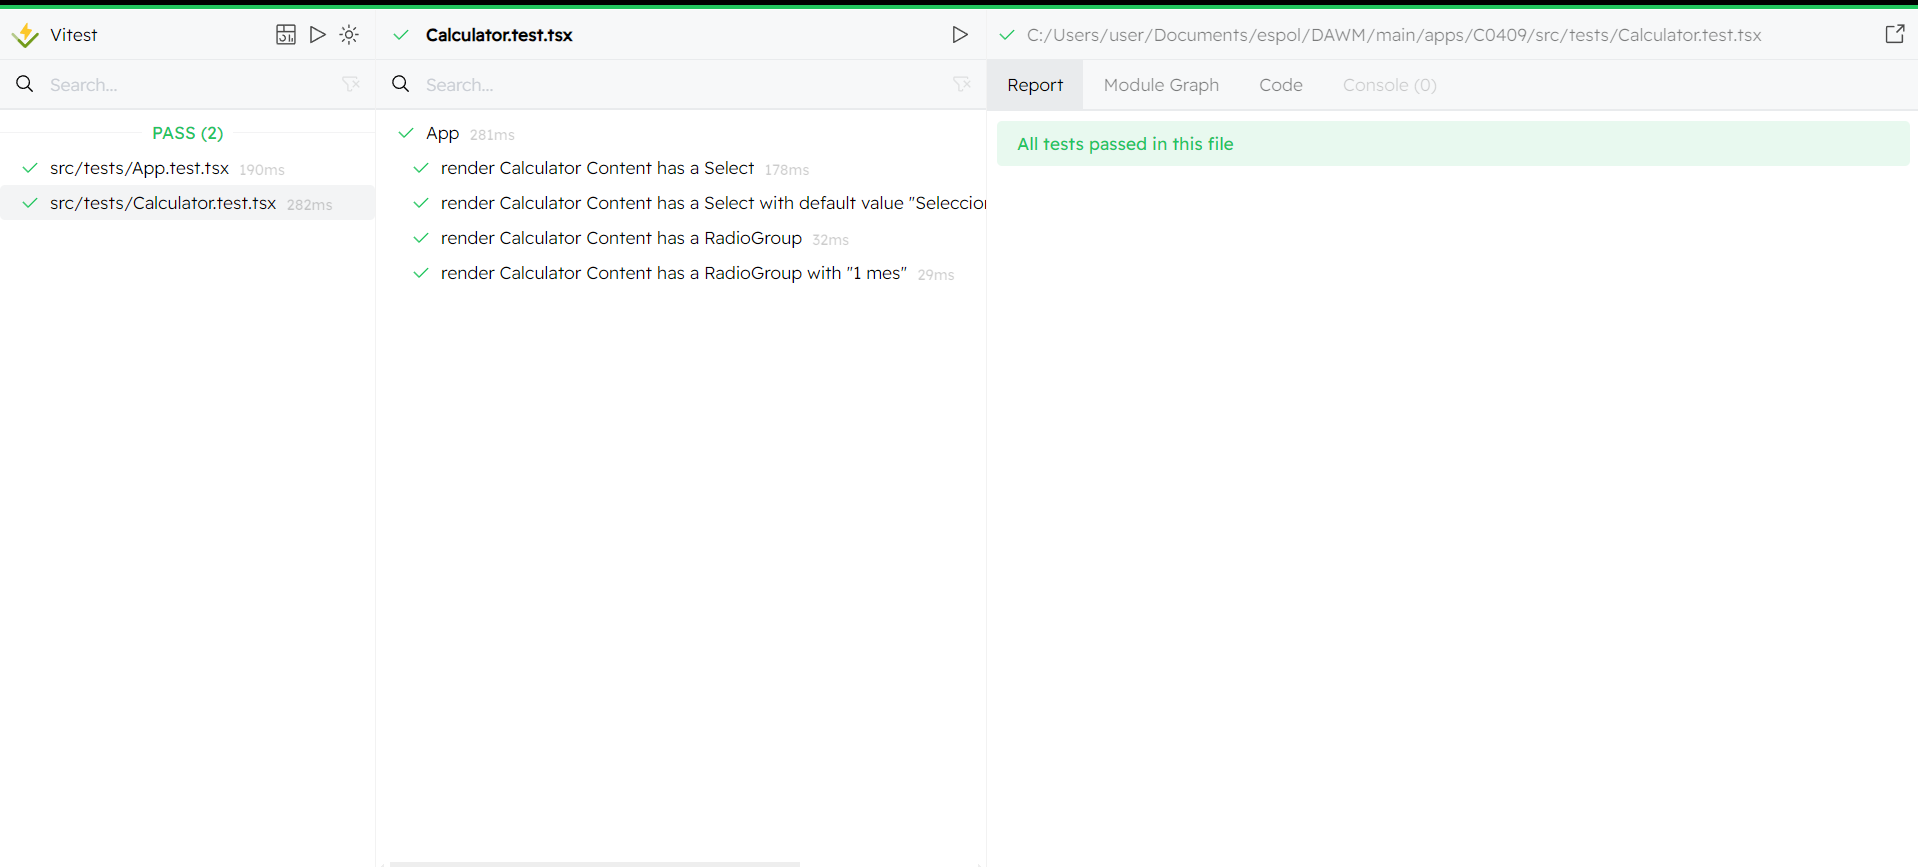 Vitest
Search...
PASS (2)
src/tests/App.test.tsx 190ms
src/tests/Calculator.test.tsx 282ms
Calculator.test.tsx
Search...
App 281ms
render Calculator Content has a Select 178ms
render Calculator Content has a Select with default value "Seleccion
render Calculator Content has a RadioGroup 32ms
render Calculator Content has a RadioGroup with "1 mes" 29ms
C:/Users/user/Documents/espol/DAWM/main/apps/C0409/src/tests/Calculator.test.tsx
Report Module Graph Code Console (0)
All tests passed in this file